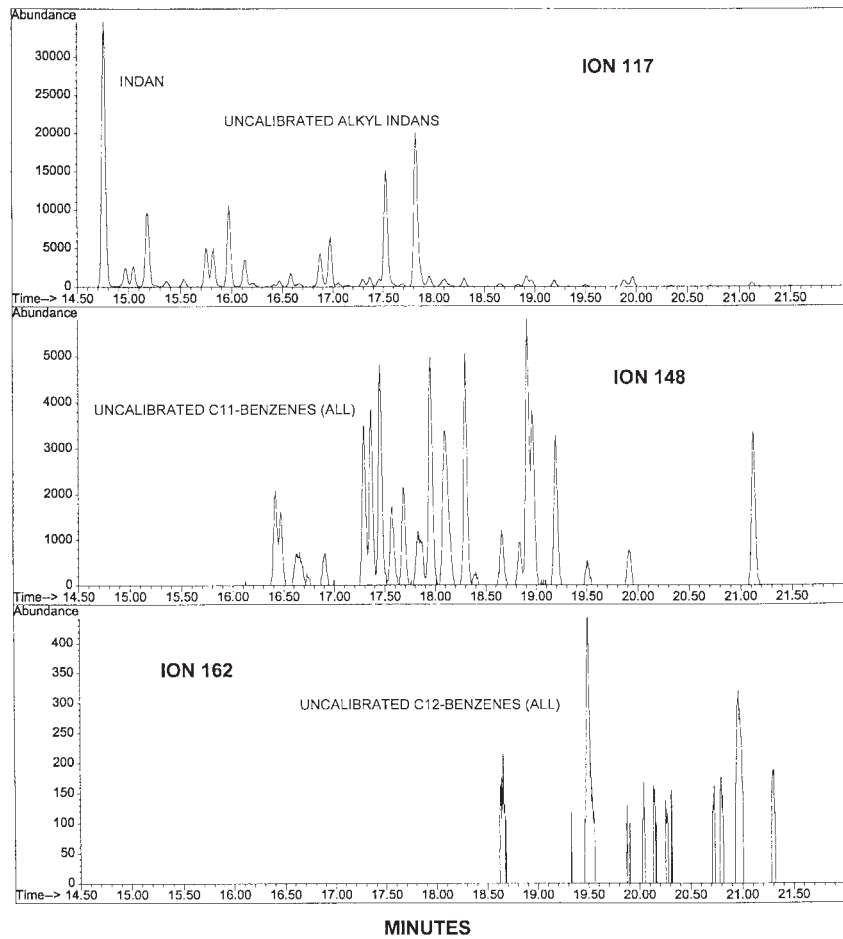 Abundance
30000
ION 117
INDAN
25000
UNCALIBRATED ALKYL INDANS
20000
15000
10000
5000
0
Time--> 14.50 15.00 15.50 16.00 16.50 17.00 17.50 18.00 18.50 19.00 19.50 20.00 20.50 21.00 21.50
Abundance
5000
ION 148
4000
UNCALIBRATED C11-BENZENES (ALL)
3000
2000
1000
0
Time--> 14.50 15.00 15.50 16.00 16.50 17.00 17.50 18.00 18.50 19.00 19.50 20.00 20.50 21.00 21.50
Abundance
400
ION 162
350
UNCALIBRATED C12-BENZENES (ALL)
300
250
200
150
100
50
0
Time--> 14.50 15.00 15.50 16.00 16.50 17.00 17.50 18.00 18.50 19.00 19.50 20.00 20.50 21.00 21.50
MINUTES